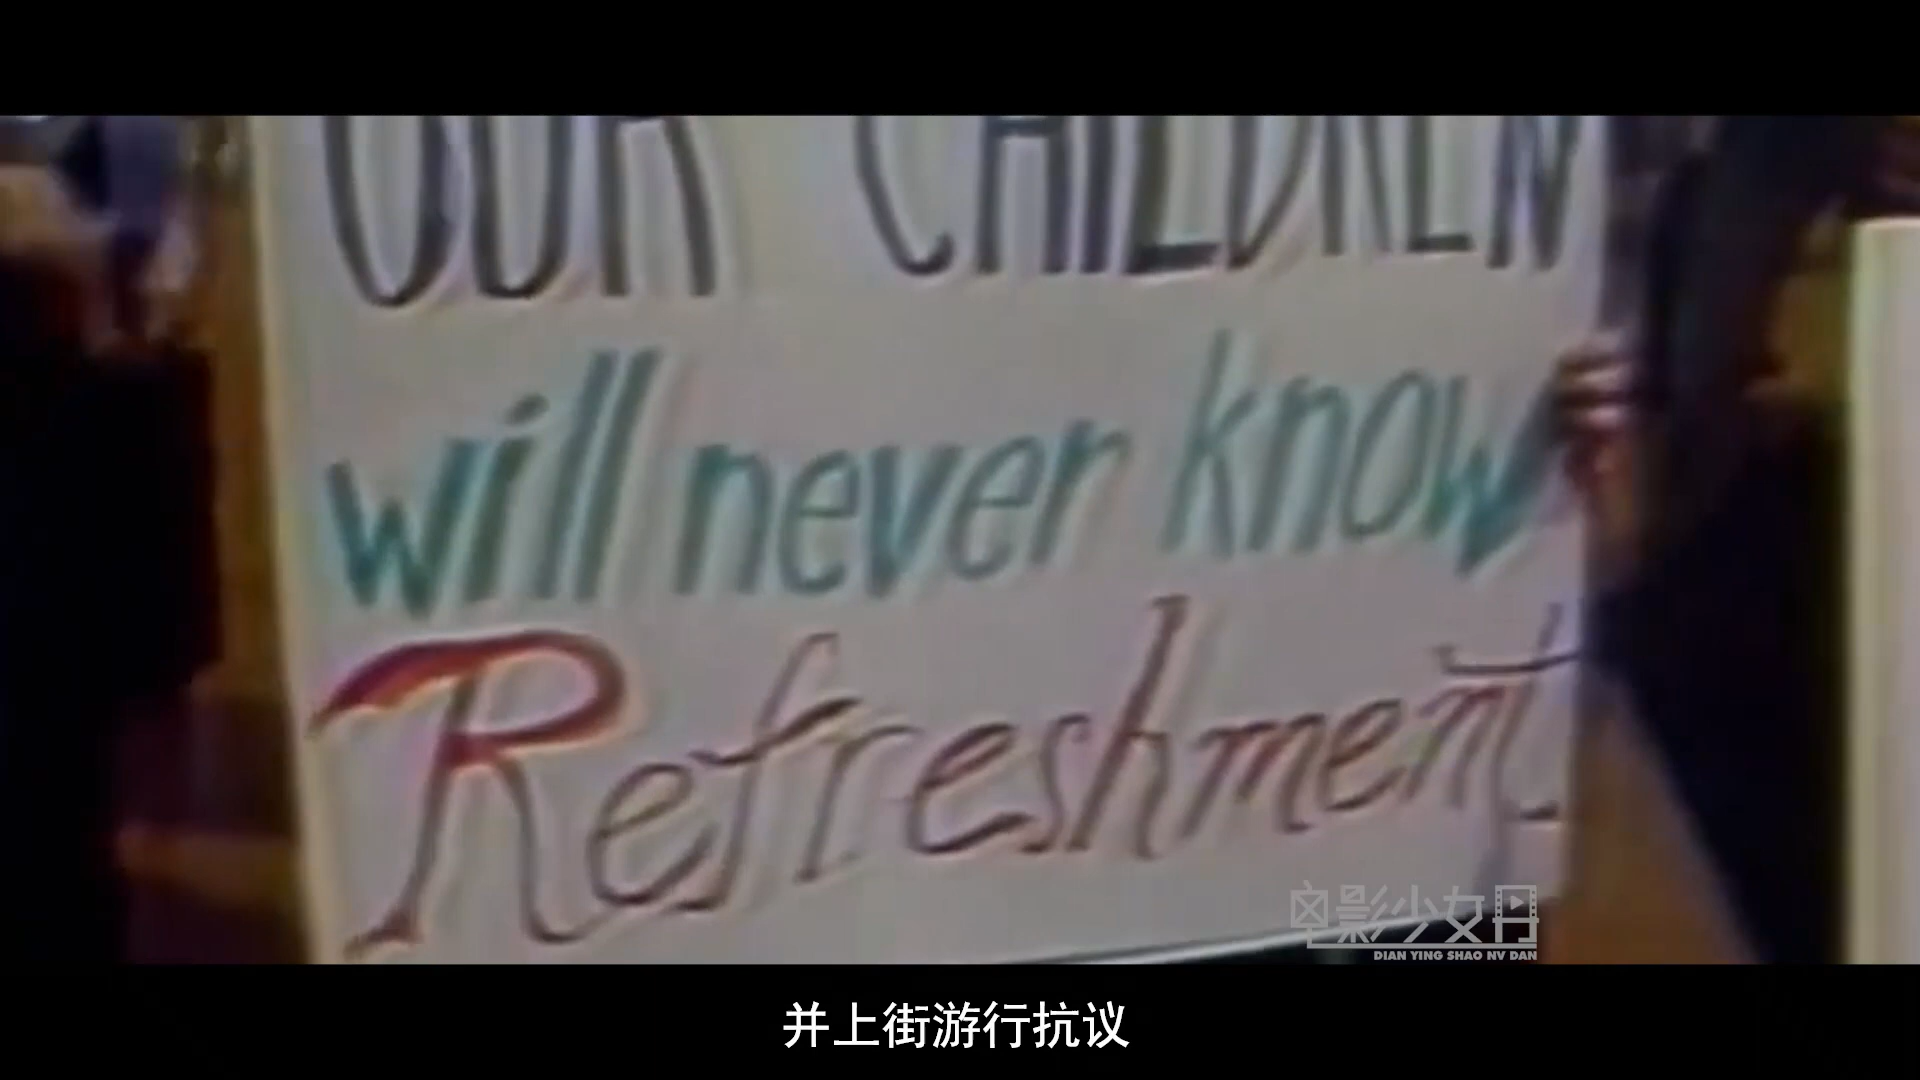 OUR CHILDREN
will never know
Refreshment
电影少女丹
DIAN YING SHAO NV DAN
并上街游行抗议